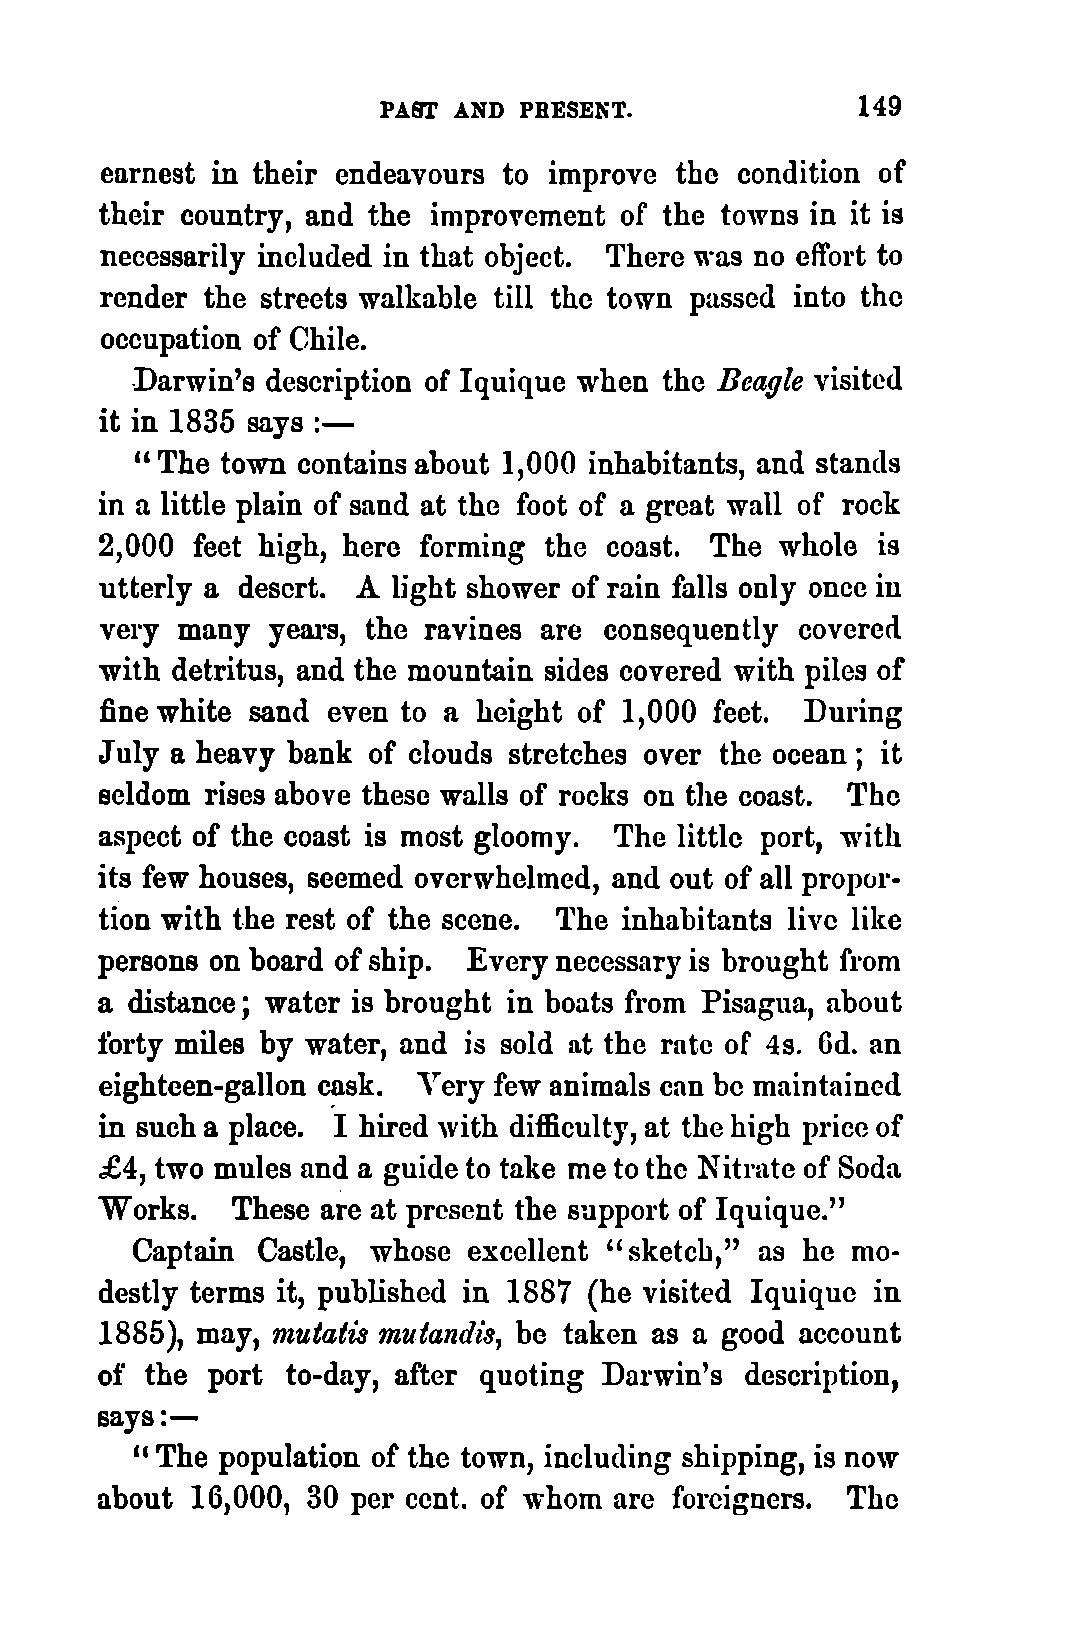 PAST AND PRESENT. 149
earnest in their endeavours to improve the condition of
their country, and the improvement of the towns in it is
necessarily included in that object. There was no effort to
render the streets walkable till the town passed into the
occupation of Chile.
Darwin's description of Iquique when the Beagle visited
it in 1835 says :—
"The town contains about 1,000 inhabitants, and stands
in a little plain of sand at the foot of a great wall of rock
2,000 feet high, here forming the coast. The whole is
utterly a desert. A light shower of rain falls only once in
very many years, the ravines are consequently covered
with detritus, and the mountain sides covered with piles of
fine white sand even to a height of 1,000 feet. During
July a heavy bank of clouds stretches over the ocean; it
seldom rises above these walls of rocks on the coast. The
aspect of the coast is most gloomy. The little port, with
its few houses, seemed overwhelmed, and out of all propor-
tion with the rest of the scene. The inhabitants live like
persons on board of ship. Every necessary is brought from
a distance; water is brought in boats from Pisagua, about
forty miles by water, and is sold at the rate of 4s. 6d. an
eighteen-gallon cask. Very few animals can be maintained
in such a place. I hired with difficulty, at the high price of
£4, two mules and a guide to take me to the Nitrate of Soda
Works. These are at present the support of Iquique."
Captain Castle, whose excellent "sketch," as he mo-
destly terms it, published in 1887 (he visited Iquique in
1885), may, mutatis mutandis, be taken as a good account
of the port to-day, after quoting Darwin's description,
says:—
"The population of the town, including shipping, is now
about 16,000, 30 per cent. of whom are foreigners. The